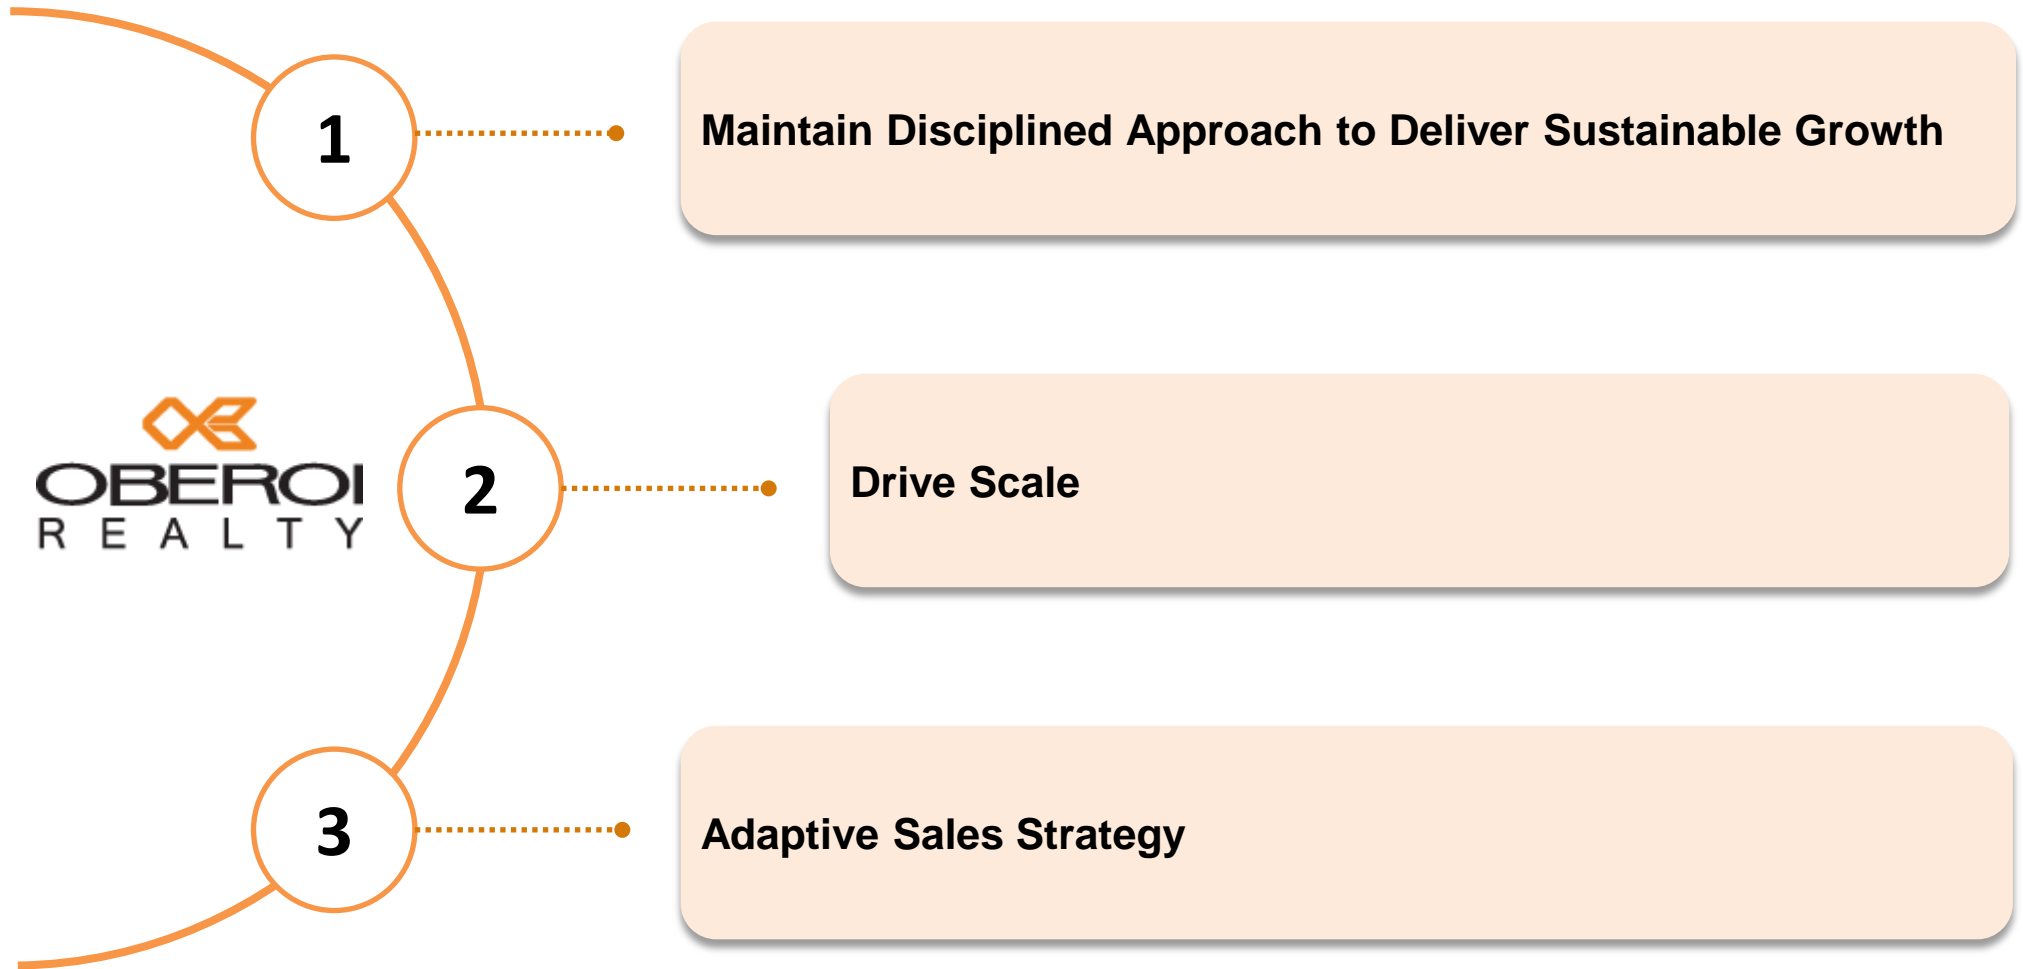 1
Maintain Disciplined Approach to Deliver Sustainable Growth
OBEROI
REALTY
2
Drive Scale
3
Adaptive Sales Strategy